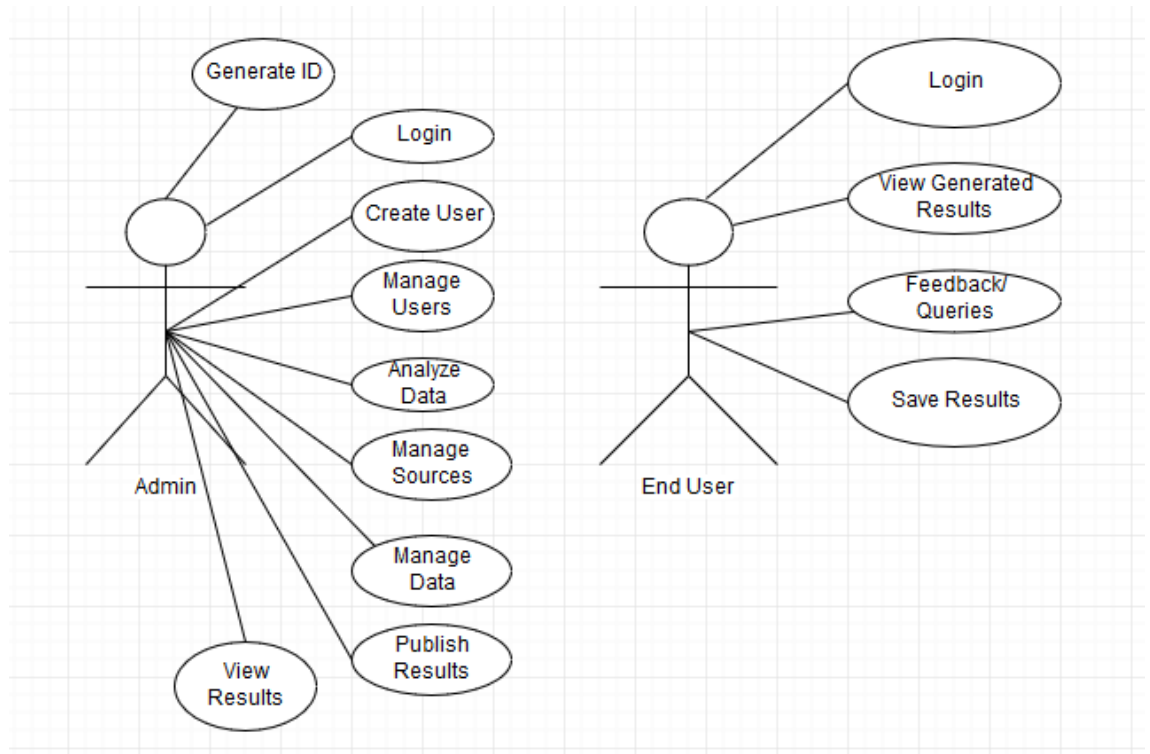 Generate ID
Login
Create User
Manage
Users
Analyze
Data
Manage
Sources
Admin
Manage
Data
Publish
Results
View
Results
Login
View Generated
Results
Feedback/
Queries
Save Results
End User